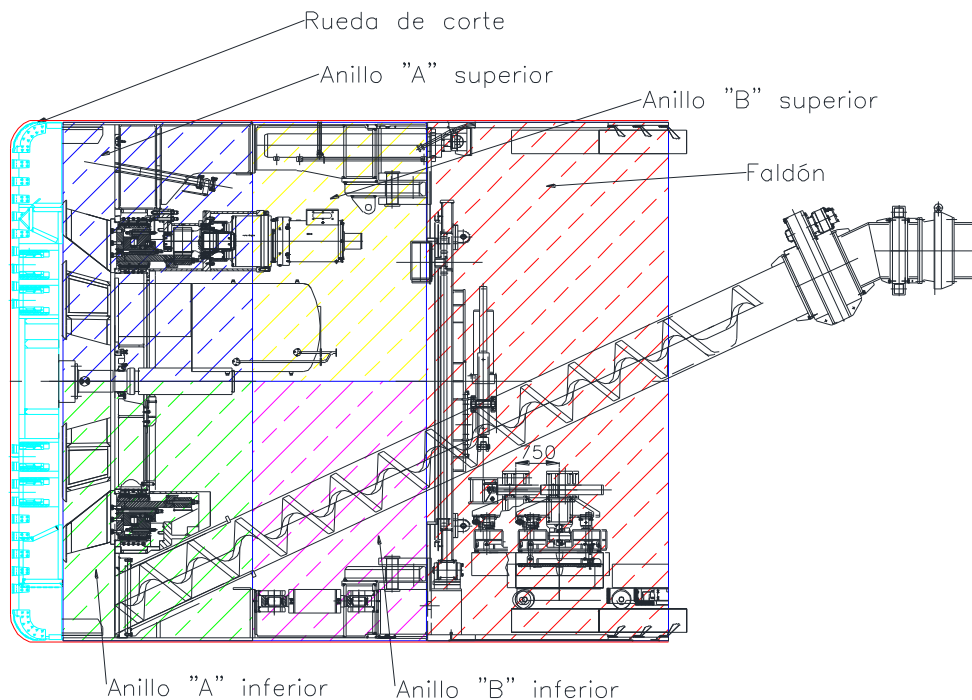 Rueda de corte
Anillo "A" superior
Anillo "B" superior
Faldón
750
Anillo "A" inferior
Anillo "B" inferior